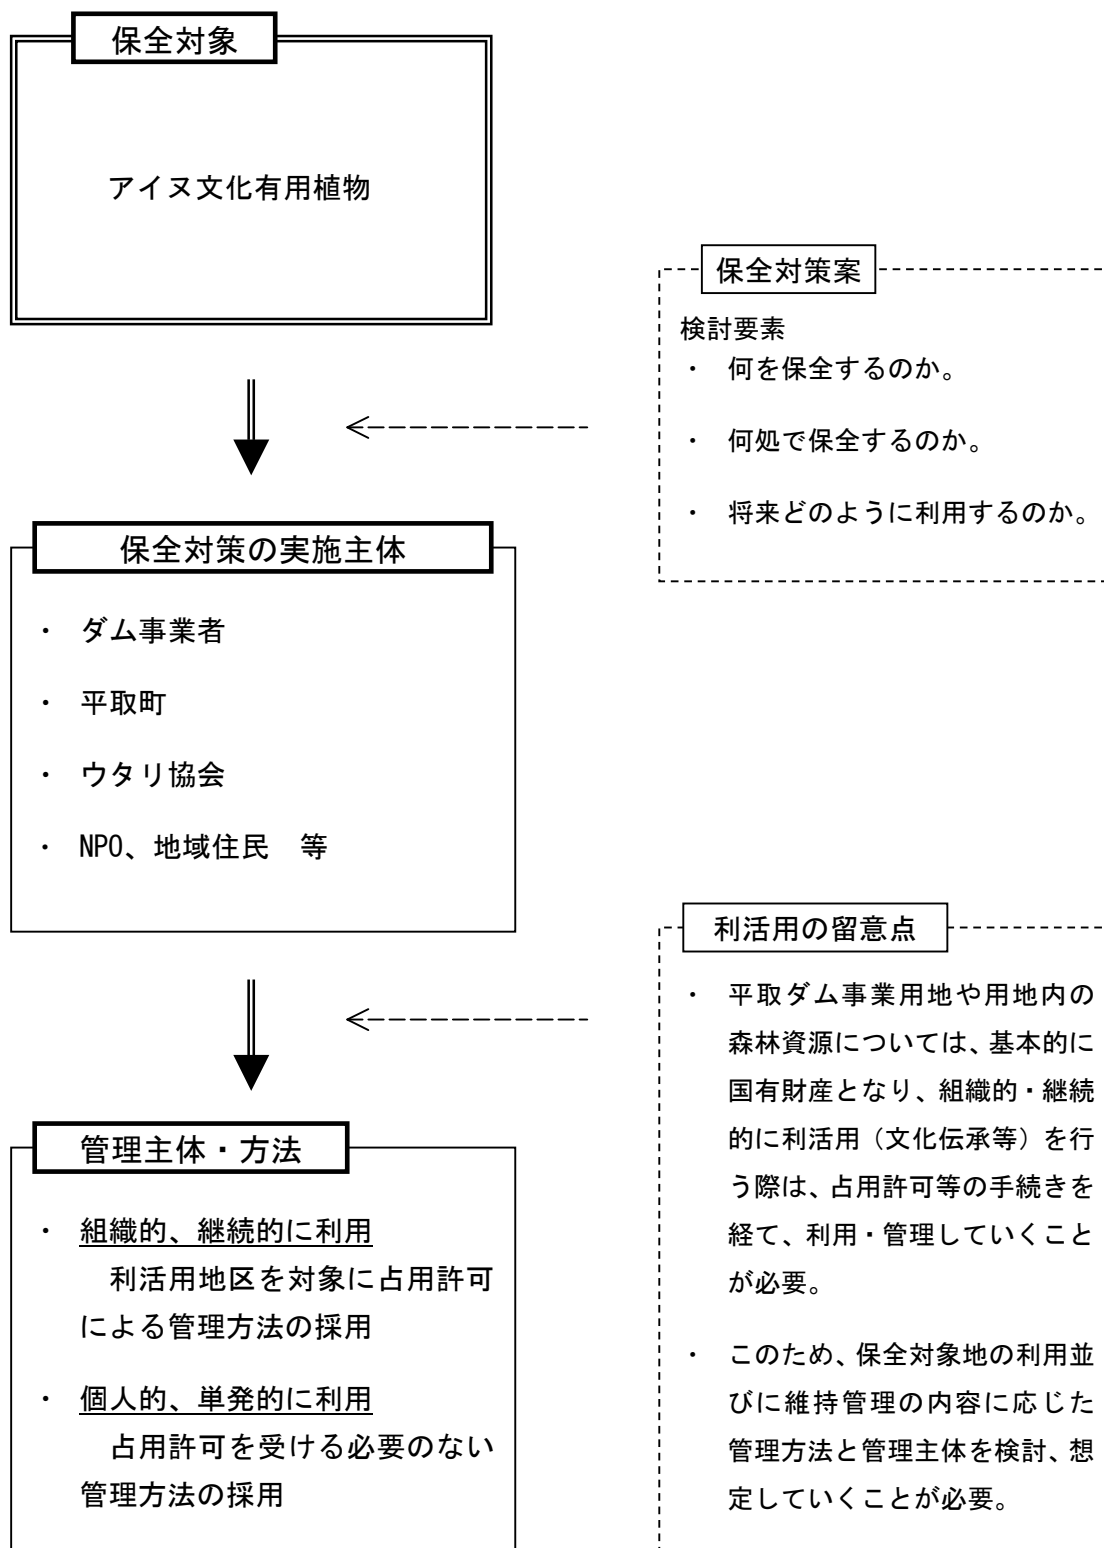 保全対象
アイヌ文化有用植物
保全対策案
検討要素
・ 何を保全するのか。
・ 何処で保全するのか。
・ 将来どのように利用するのか。
保全対策の実施主体
・ ダム事業者
・ 平取町
・ ウタリ協会
・ NPO、地域住民　等
利活用の留意点
・ 平取ダム事業用地や用地内の
森林資源については、基本的に
国有財産となり、組織的・継続
的に利活用（文化伝承等）を行
う際は、占用許可等の手続きを
経て、利用・管理していくこと
が必要。
・ このため、保全対象地の利用並
びに維持管理の内容に応じた
管理方法と管理主体を検討、想
定していくことが必要。
管理主体・方法
・ 組織的、継続的に利用
利活用地区を対象に占用許可
による管理方法の採用
・ 個人的、単発的に利用
占用許可を受ける必要のない
管理方法の採用